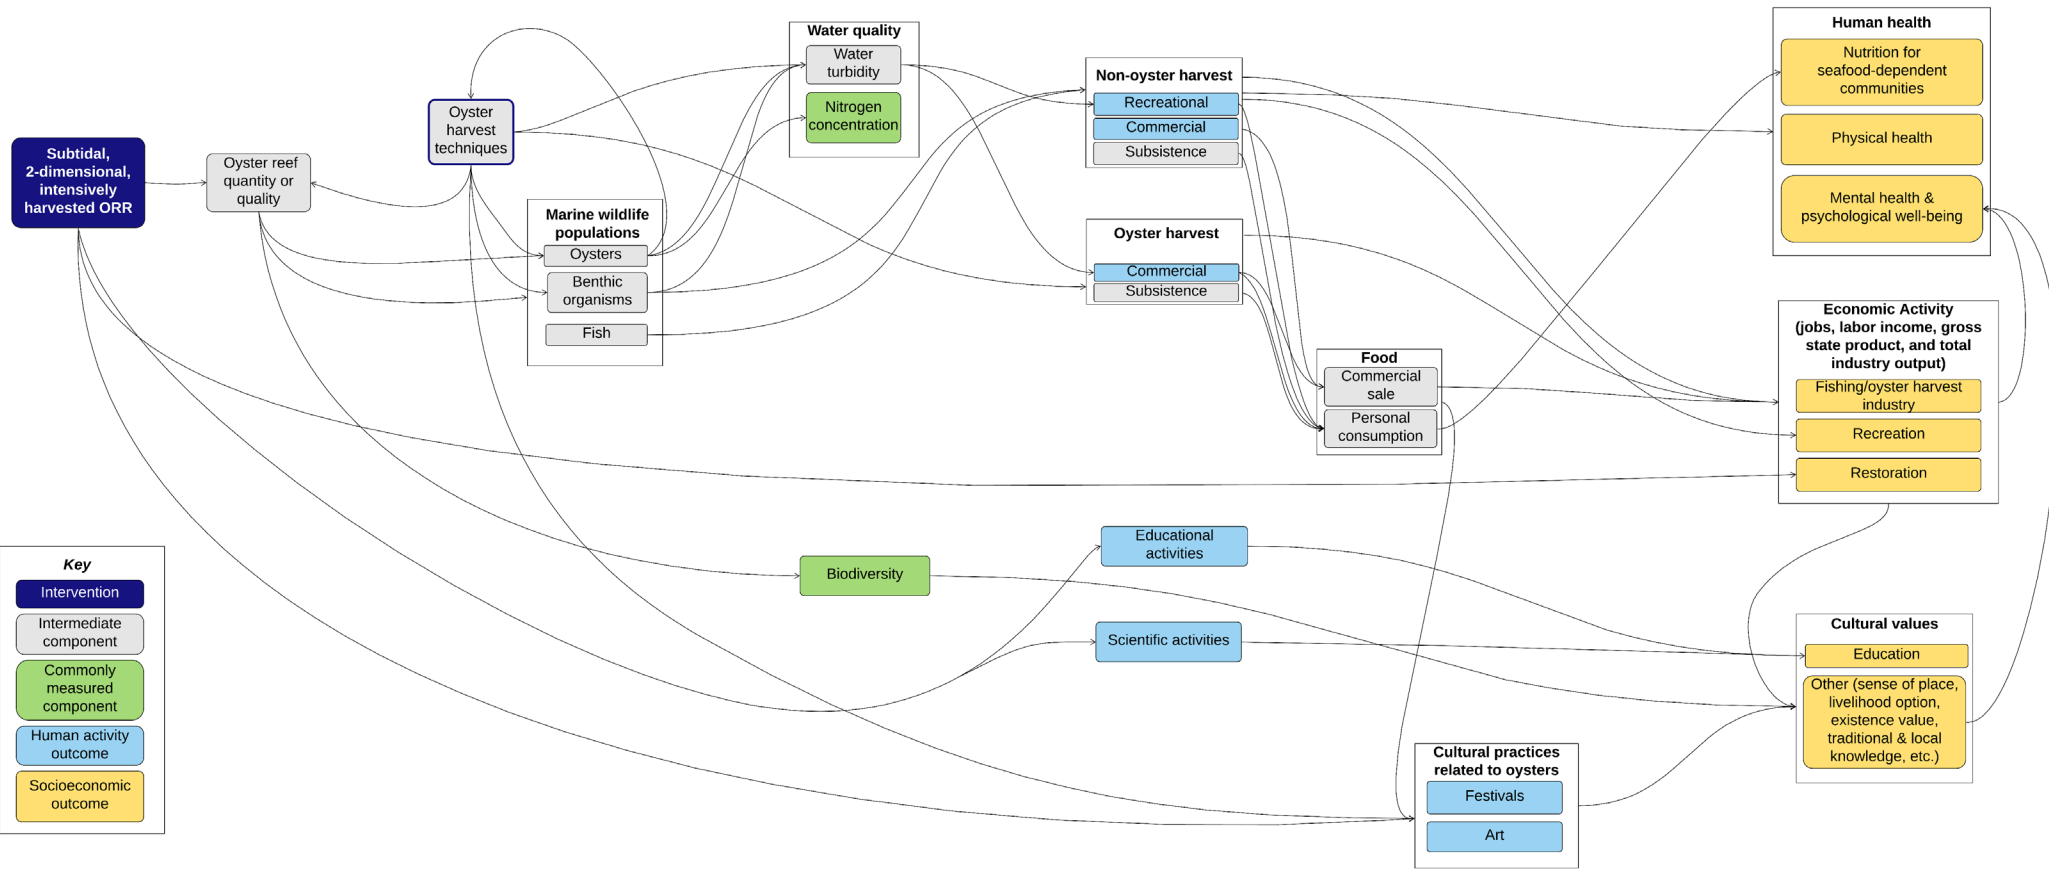 Subtidal,
2-dimensional,
intensively
harvested ORR
Oyster reef
quantity or
quality
Oyster
harvest
techniques
Marine wildlife
populations
Oysters
Benthic
organisms
Fish
Water quality
Water
turbidity
Nitrogen
concentration
Non-oyster harvest
Recreational
Commercial
Subsistence
Oyster harvest
Commercial
Subsistence
Food
Commercial
sale
Personal
consumption
Human health
Nutrition for
seafood-dependent
communities
Physical health
Mental health &
psychological well-being
Economic Activity
(jobs, labor income, gross
state product, and total
industry output)
Fishing/oyster harvest
industry
Recreation
Restoration
Biodiversity
Educational
activities
Scientific activities
Cultural practices
related to oysters
Festivals
Art
Cultural values
Education
Other (sense of place,
livelihood option,
existence value,
traditional & local
knowledge, etc.)
Key
Intervention
Intermediate
component
Commonly
measured
component
Human activity
outcome
Socioeconomic
outcome